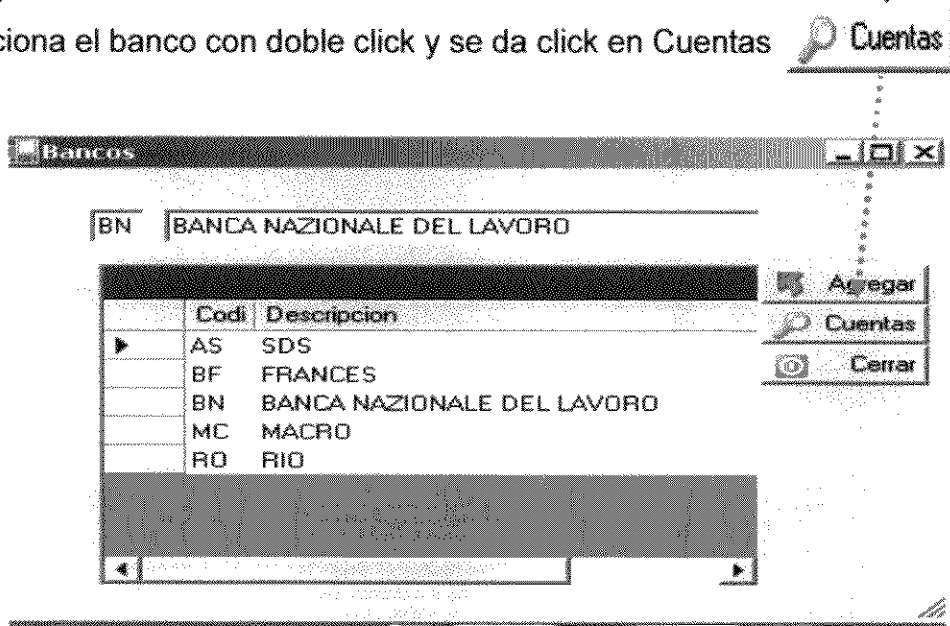 ciona el banco con doble click y se da click en Cuentas Cuentas
Bancos
BN BANCA NAZIONALE DEL LAVORO
Agregar
Codi Descripcion
Cuentas
AS SDS
Cerrar
BF FRANCES
BN BANCA NAZIONALE DEL LAVORO
MC MACRO
RO RIO